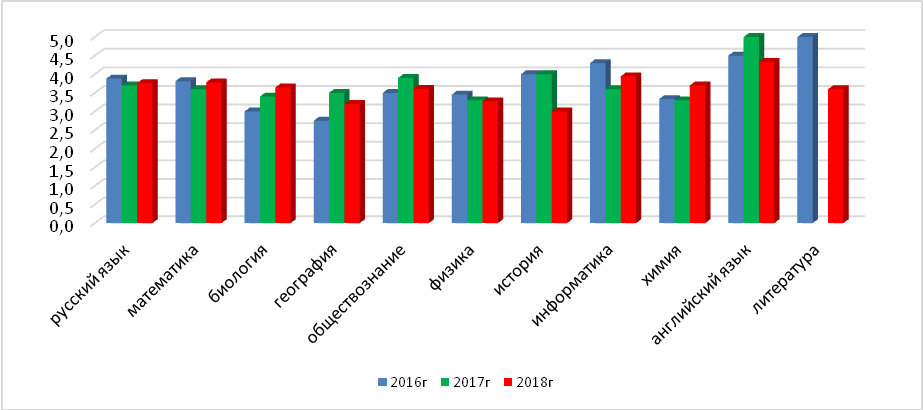 5,0
4,5
4,0
3,5
3,0
2,5
2,0
1,5
1,0
0,5
0,0
русский язык
математика
биология
география
обществознание
физика
история
информатика
химия
английский язык
литература
2016г 2017г 2018г